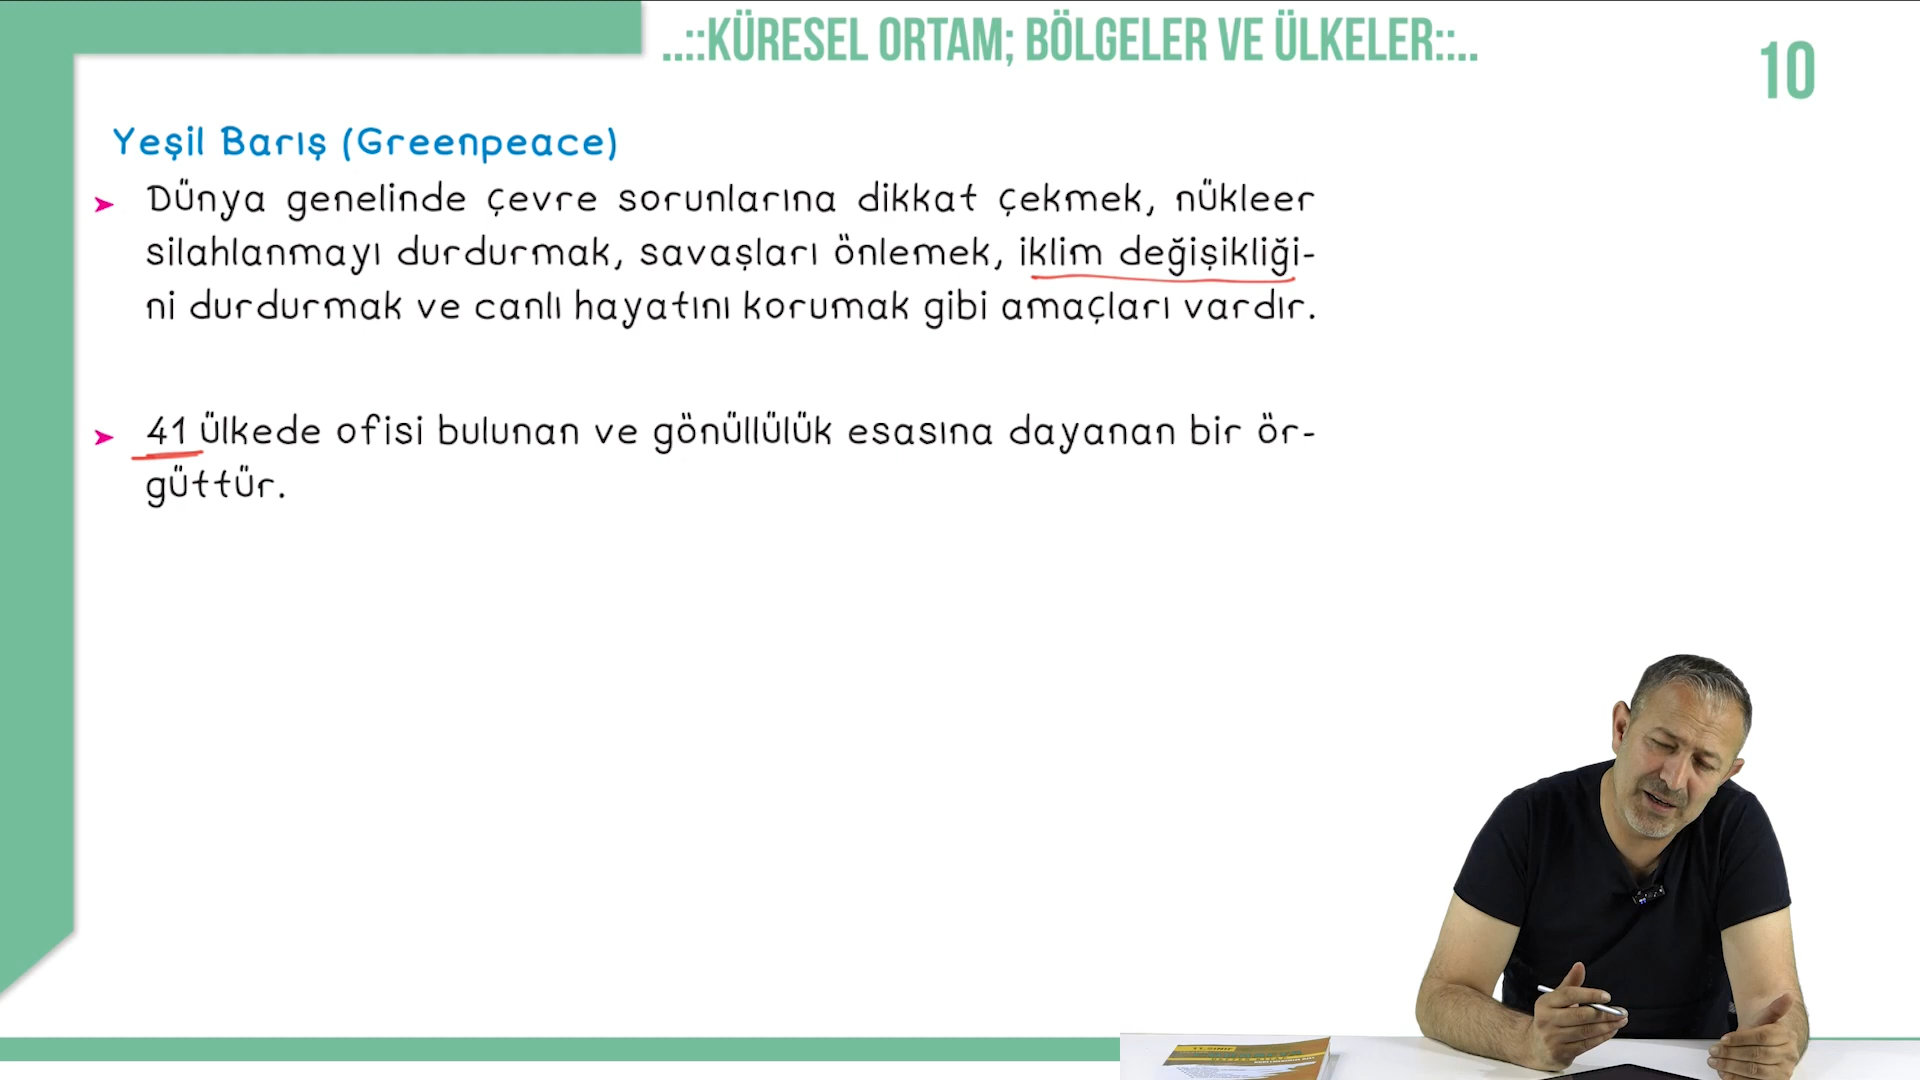 ..::KÜRESEL ORTAM; BÖLGELER VE ÜLKELER::..
10
Yeşil Barış (Greenpeace)
➤ Dünya genelinde çevre sorunlarına dikkat çekmek, nükleer
silahlanmayı durdurmak, savaşları önlemek, iklim değişikliği-
ni durdurmak ve canlı hayatını korumak gibi amaçları vardır.
➤ 41 ülkede ofisi bulunan ve gönüllülük esasına dayanan bir ör-
güttür.
11.SINIF